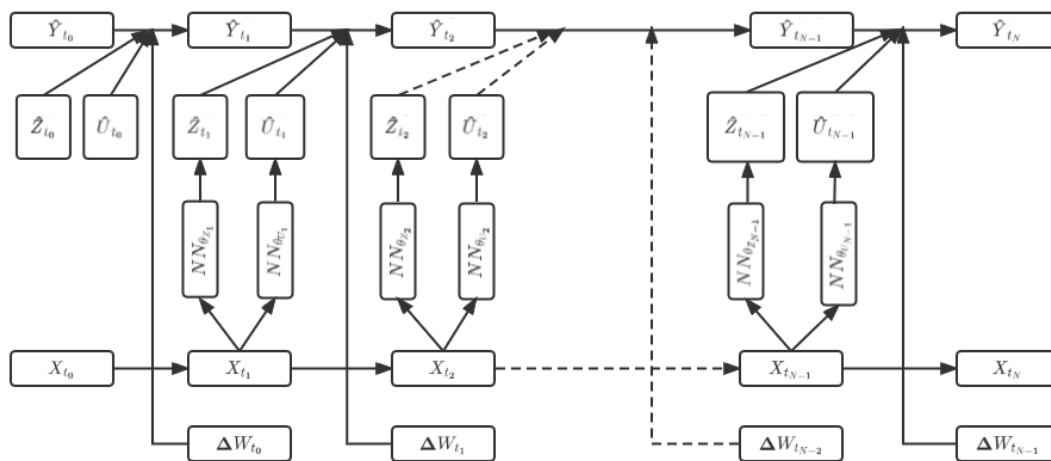 Ŷ_{t_0} Ŷ_{t_1} Ŷ_{t_2} Ŷ_{t_{N-1}} Ŷ_{t_N}
Ẑ_{t_0} Û_{t_0} Ẑ_{t_1} Û_{t_1} Ẑ_{t_2} Û_{t_2} Ẑ_{t_{N-1}} Û_{t_{N-1}}
NN_{θ_{Z_1}} NN_{θ_{U_1}} NN_{θ_{Z_2}} NN_{θ_{U_2}} NN_{θ_{Z_{N-1}}} NN_{θ_{U_{N-1}}}
X_{t_0} X_{t_1} X_{t_2} X_{t_{N-1}} X_{t_N}
ΔW_{t_0} ΔW_{t_1} ΔW_{t_{N-2}} ΔW_{t_{N-1}}